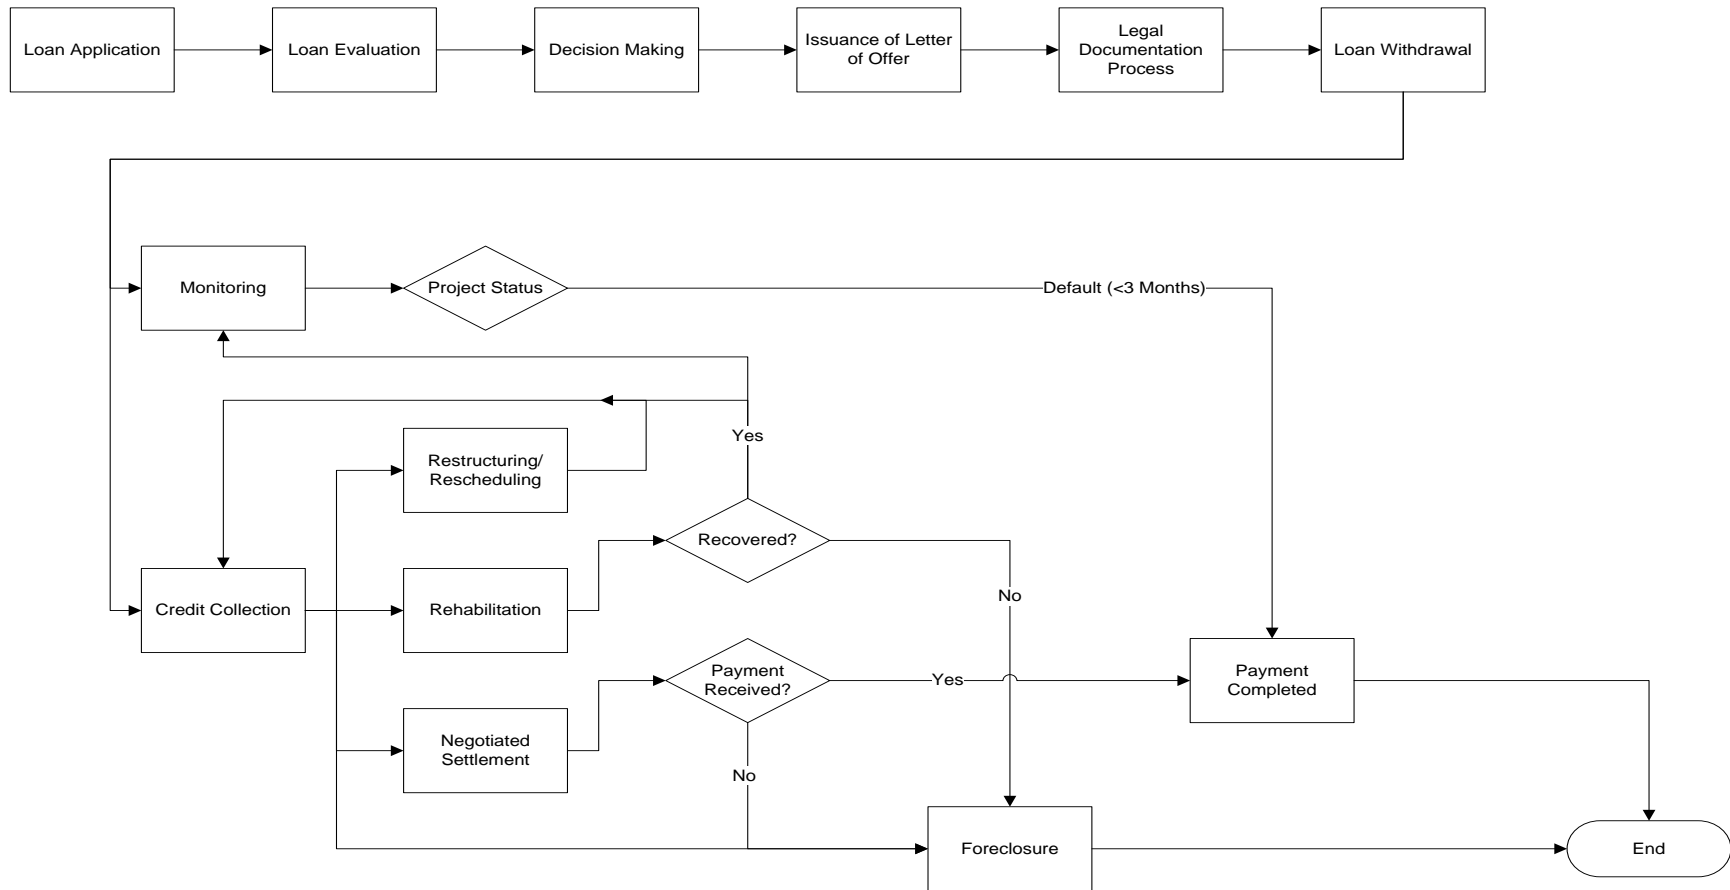 Loan Application
Loan Evaluation
Decision Making
Issuance of Letter
of Offer
Legal
Documentation
Process
Loan Withdrawal
Monitoring
Project Status
Default (<3 Months)
Yes
Restructuring/
Rescheduling
Recovered?
Credit Collection
Rehabilitation
No
Payment
Received?
Yes
Payment
Completed
Negotiated
Settlement
No
Foreclosure
End